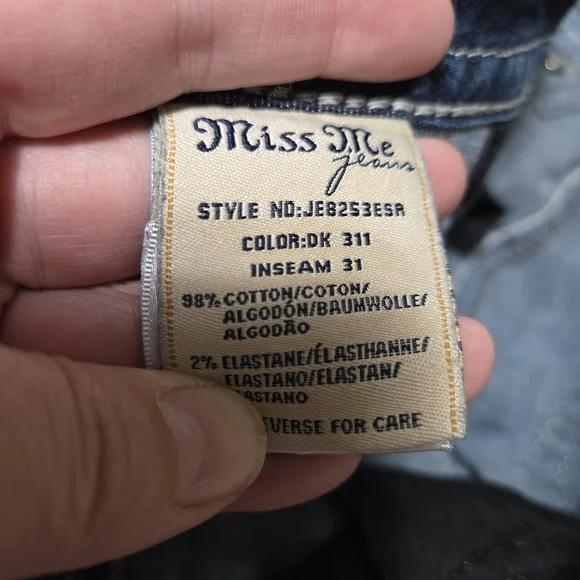 Miss Me
jeans
STYLE NO:JE8253ESR
COLOR:DK 311
INSEAM 31
98% COTTON/COTON/
ALGODÓN/BAUMWOLLE/
ALGODÃO
2% ELASTANE/ÉLASTHANNE/
ELASTANO/ELASTAN/
FOR CARE